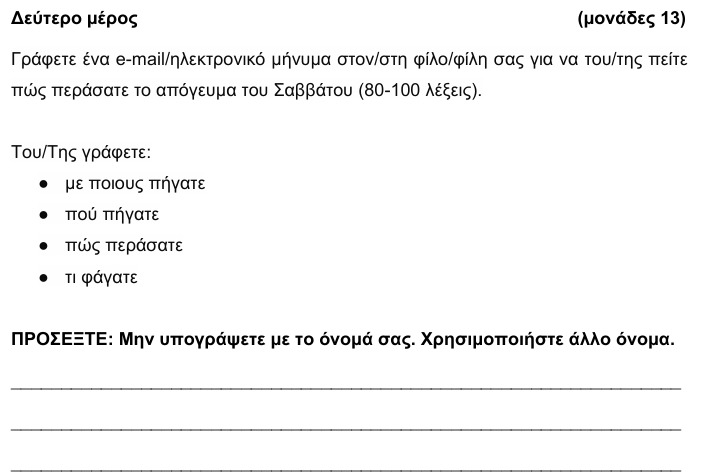 Δεύτερο μέρος (μονάδες 13)
Γράφετε ένα e-mail/ηλεκτρονικό μήνυμα στον/στη φίλο/φίλη σας για να του/της πείτε
πώς περάσατε το απόγευμα του Σαββάτου (80-100 λέξεις).
Του/Της γράφετε:
● με ποιους πήγατε
● πού πήγατε
● πώς περάσατε
● τι φάγατε
ΠΡΟΣΕΞΤΕ: Μην υπογράψετε με το όνομά σας. Χρησιμοποιήστε άλλο όνομα.